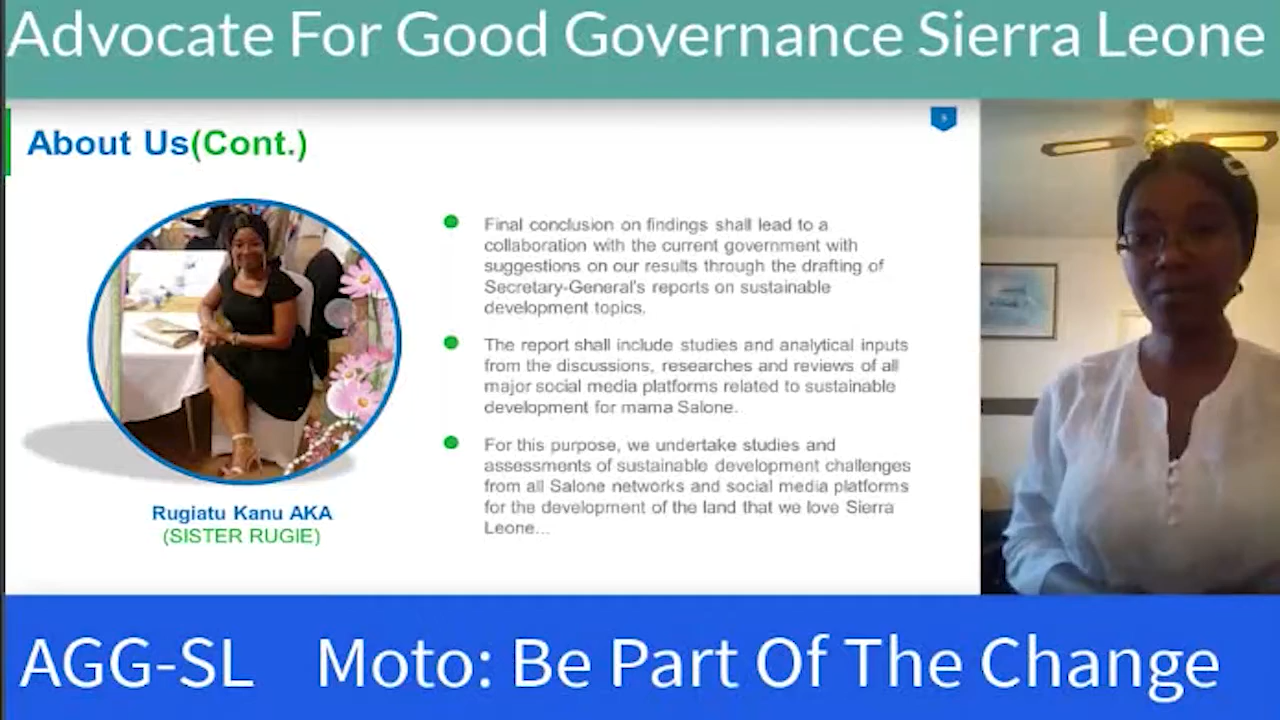 Advocate For Good Governance Sierra Leone
About Us(Cont.)
Final conclusion on findings shall lead to a
collaboration with the current government with
suggestions on our results through the drafting of
Secretary-General's reports on sustainable
development topics.
The report shall include studies and analytical inputs
from the discussions, researches and reviews of all
major social media platforms related to sustainable
development for mama Salone.
For this purpose, we undertake studies and
assessments of sustainable development challenges
from all Salone networks and social media platforms
for the development of the land that we love Sierra
Leone...
Rugiatu Kanu AKA
(SISTER RUGIE)
AGG-SL Moto: Be Part Of The Change